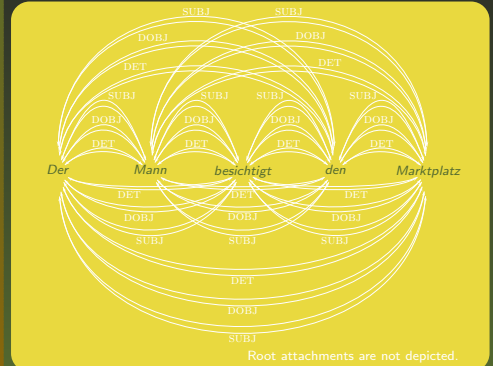 SUBJ SUBJ
DOBJ DOBJ
DET DET
SUBJ SUBJ SUBJ SUBJ
DOBJ DOBJ DOBJ DOBJ
DET DET DET DET
Der Mann besichtigt den Marktplatz
DET DET DET
DOBJ DOBJ DOBJ
SUBJ SUBJ SUBJ
DET
DOBJ
SUBJ
Root attachments are not depicted.